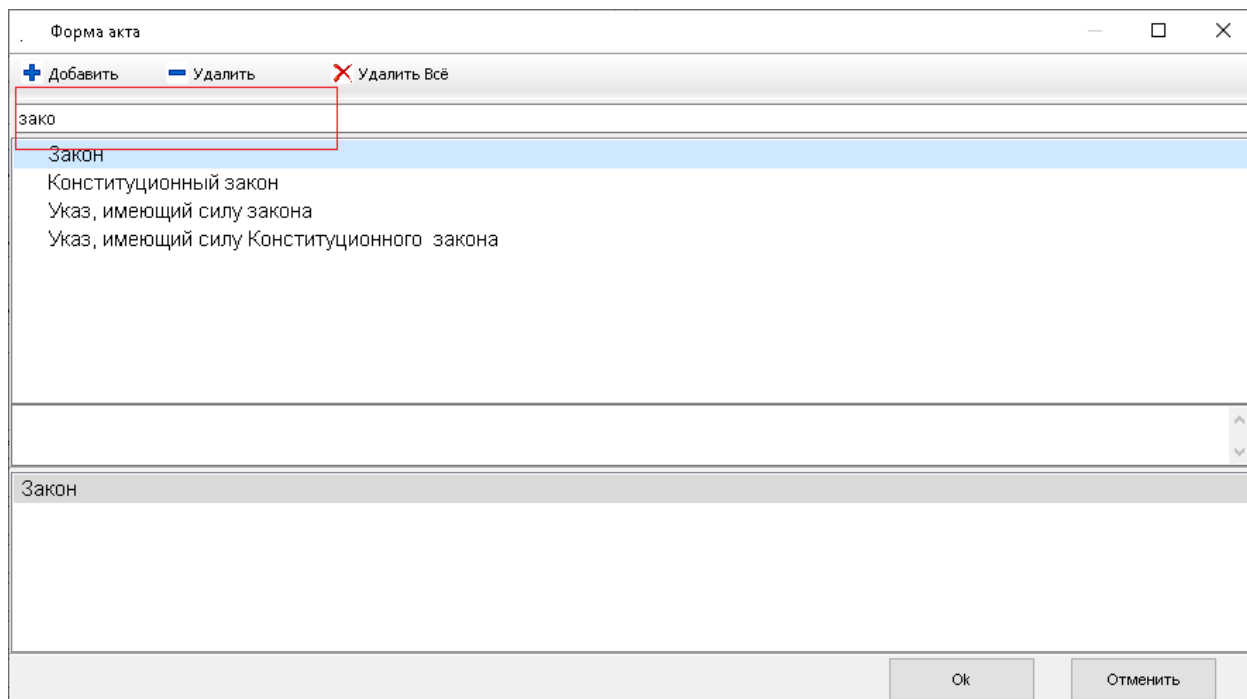 Форма акта
Добавить Удалить Удалить Всё
зако
Закон
Конституционный закон
Указ, имеющий силу закона
Указ, имеющий силу Конституционного  закона
Закон
Ok Отменить